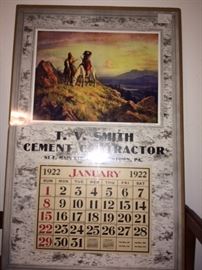 T. V. SMITH
CEMENT CONTRACTOR
MAIN PA.
1922 JANUARY 1922
SUN MON TUE WED THU FRI SAT
1 2 3 4 5 6 7
8 9 10 11 12 13 14
15 16 17 18 19 20 21
22 23 24 25 26 27 28
29 30 31